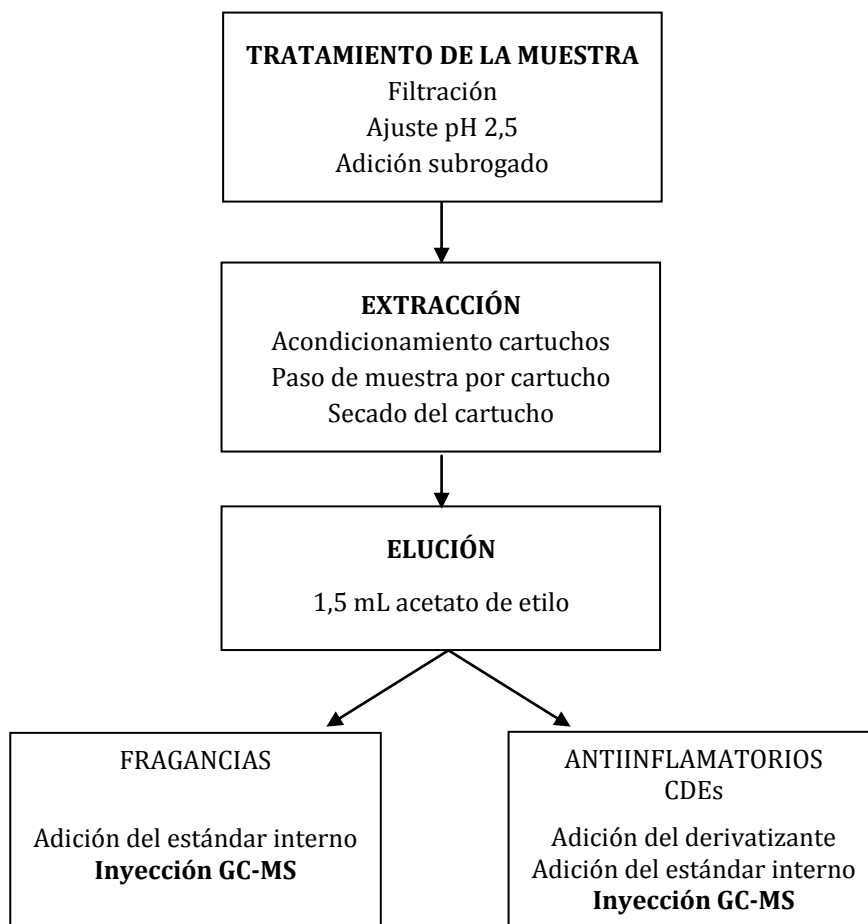 TRATAMIENTO DE LA MUESTRA
Filtración
Ajuste pH 2,5
Adición subrogado
EXTRACCIÓN
Acondicionamiento cartuchos
Paso de muestra por cartucho
Secado del cartucho
ELUCIÓN
1,5 mL acetato de etilo
FRAGANCIAS
Adición del estándar interno
Inyección GC-MS
ANTIINFLAMATORIOS
CDEs
Adición del derivatizante
Adición del estándar interno
Inyección GC-MS